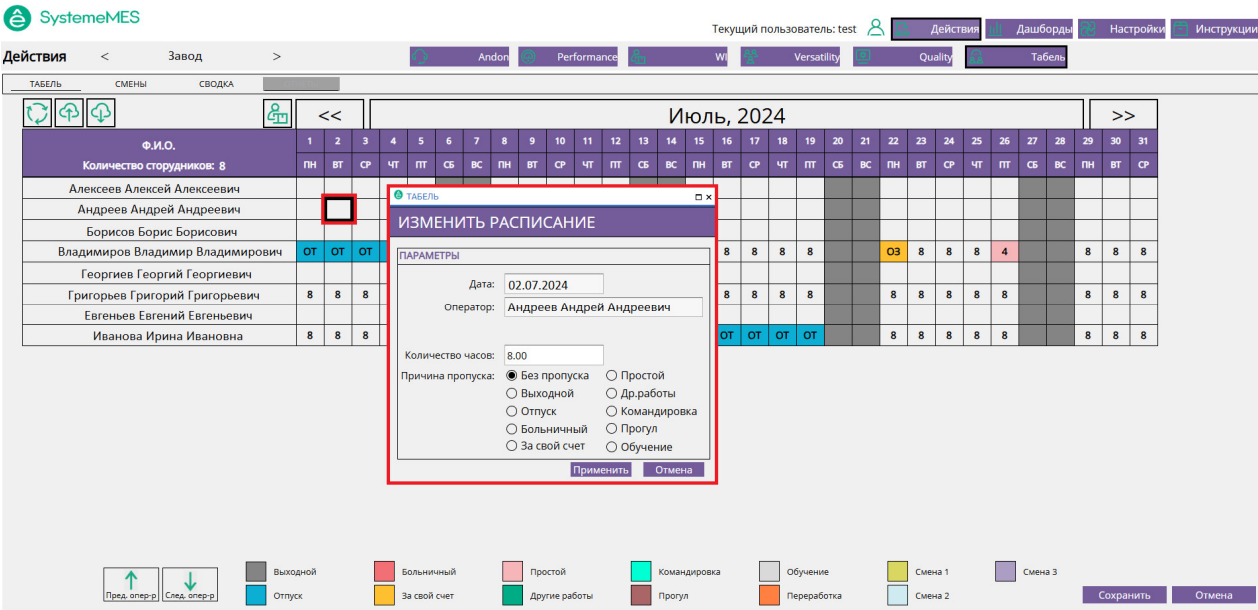 SystemeMES
Текущий пользователь: test Действия Дашборды Настройки Инструкции
Действия < Завод > Andon Performance WI Versatility Quality Табель
ТАБЕЛЬ СМЕНЫ СВОДКА
<< Июль, 2024 >>
Ф.И.О. 1 2 3 4 5 6 7 8 9 10 11 12 13 14 15 16 17 18 19 20 21 22 23 24 25 26 27 28 29 30 31
Количество сторудников: 8 ПН ВТ СР ЧТ ПТ СБ ВС ПН ВТ СР ЧТ ПТ СБ ВС ПН ВТ СР ЧТ ПТ СБ ВС ПН ВТ СР ЧТ ПТ СБ ВС ПН ВТ СР
Алексеев Алексей Алексеевич
Андреев Андрей Андреевич
Борисов Борис Борисович
Владимиров Владимир Владимирович ОТ ОТ ОТ 8 8 8 8 ОЗ 8 8 8 4 8 8 8
Георгиев Георгий Георгиевич
Григорьев Григорий Григорьевич 8 8 8 8 8 8 8 8 8 8 8 8 8 8 8
Евгеньев Евгений Евгеньевич
Иванова Ирина Ивановна 8 8 8 ОТ ОТ ОТ ОТ 8 8 8 8 8 8 8 8
ТАБЕЛЬ
ИЗМЕНИТЬ РАСПИСАНИЕ
ПАРАМЕТРЫ
Дата: 02.07.2024
Оператор: Андреев Андрей Андреевич
Количество часов: 8.00
Причина пропуска: Без пропуска Простой
Выходной Др.работы
Отпуск Командировка
Больничный Прогул
За свой счет Обучение
Применить Отмена
Пред. опер-р След. опер-р
Выходной Больничный Простой Командировка Обучение Смена 1 Смена 3
Отпуск За свой счет Другие работы Прогул Переработка Смена 2
Сохранить Отмена